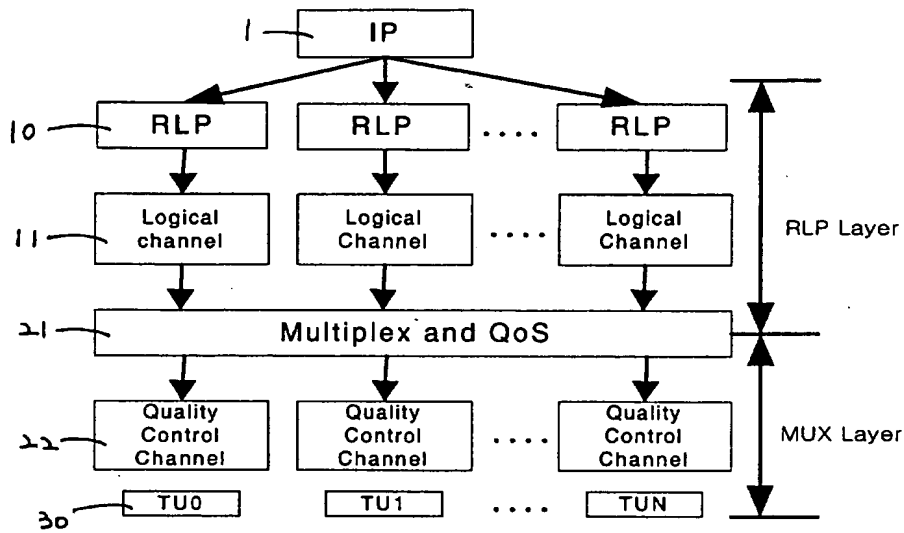 1
IP
10
RLP
RLP
....
RLP
11
Logical
channel
Logical
Channel
....
Logical
Channel
RLP Layer
21
Multiplex and QoS
22
Quality
Control
Channel
Quality
Control
Channel
....
Quality
Control
Channel
MUX Layer
30
TU0
TU1
....
TUN